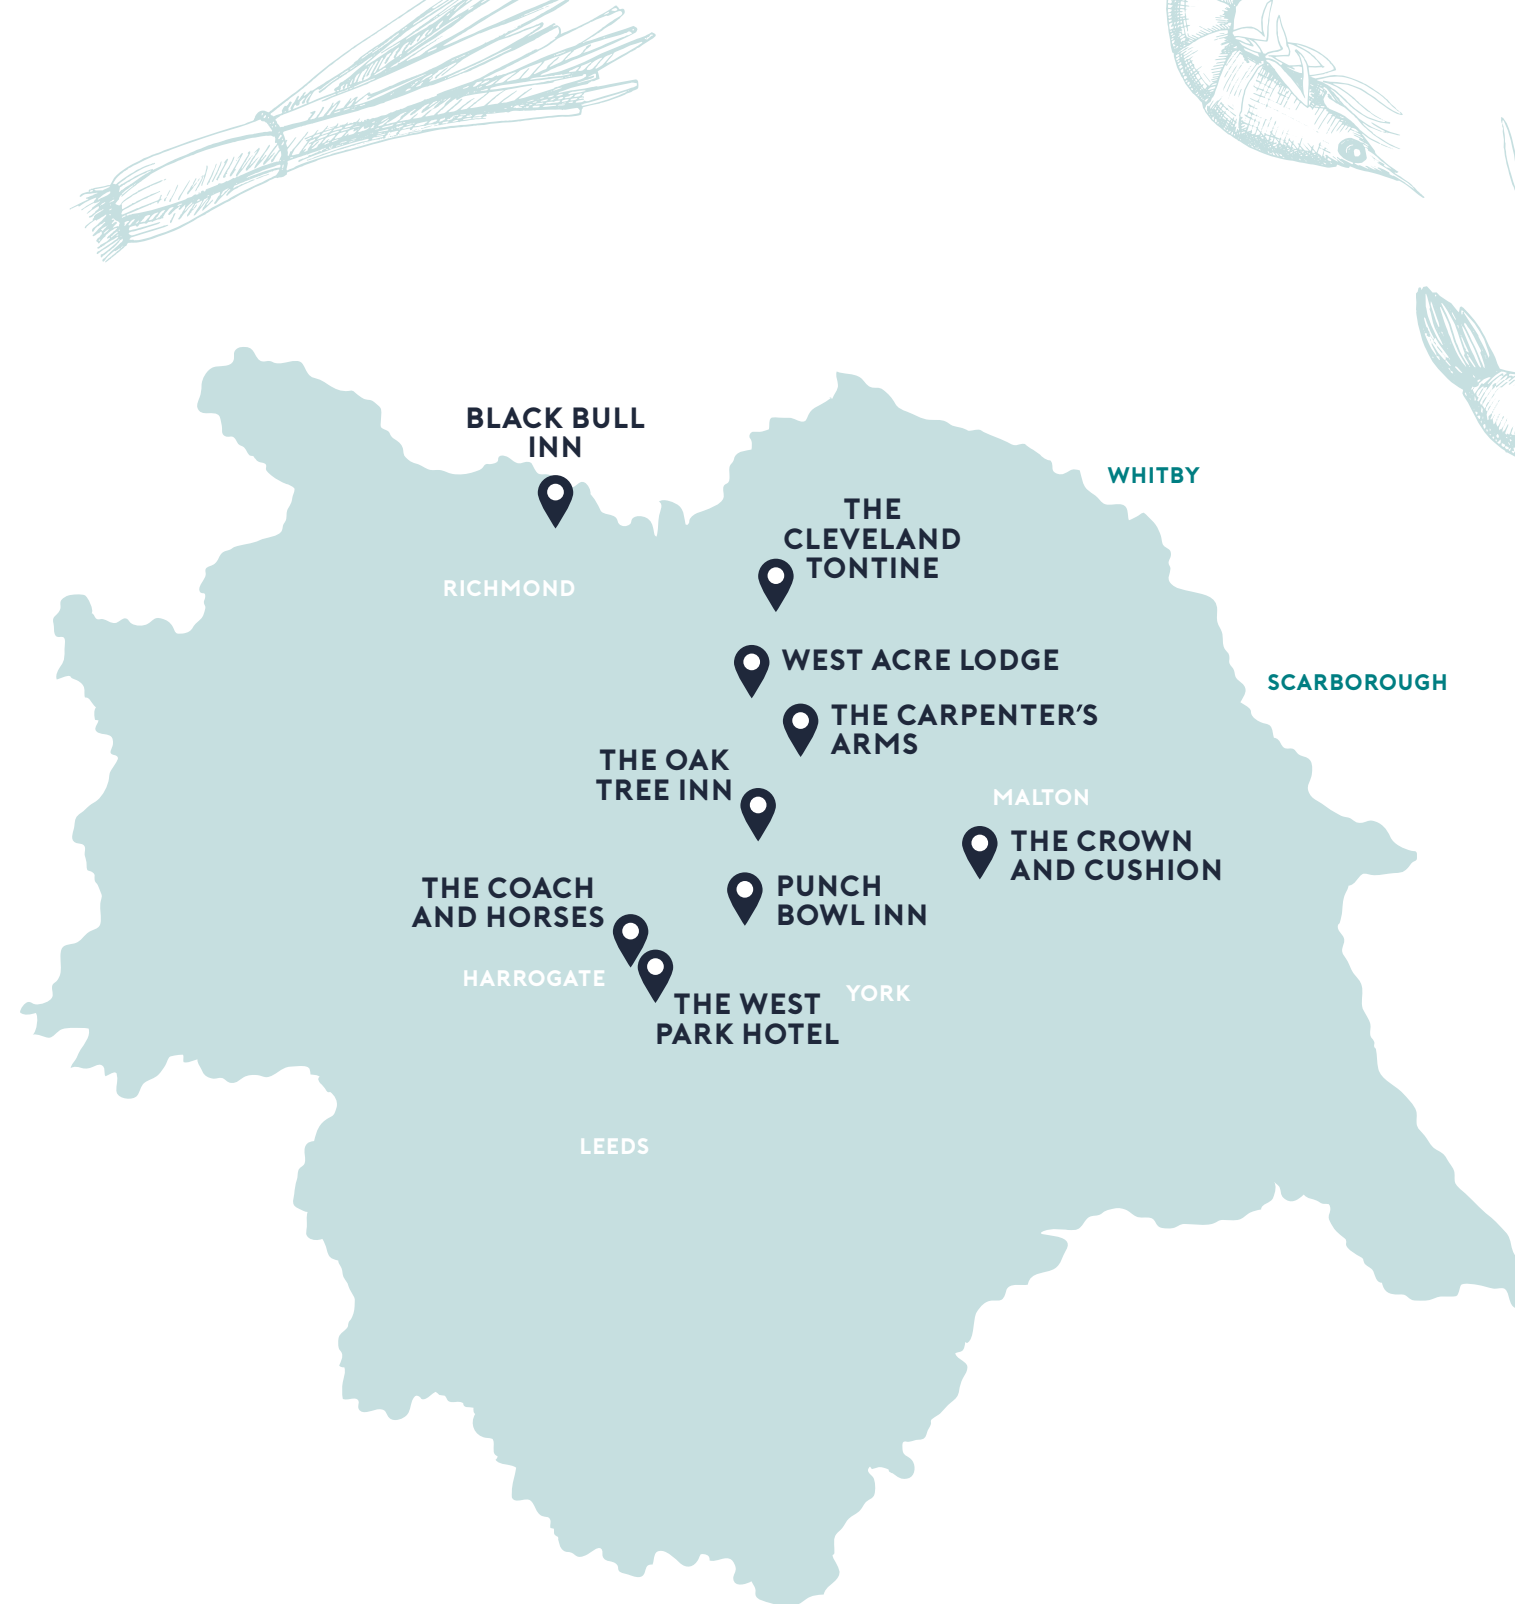 BLACK BULL
INN
WHITBY
THE
CLEVELAND
TONTINE
RICHMOND
WEST ACRE LODGE
SCARBOROUGH
THE CARPENTER’S
ARMS
THE OAK
TREE INN
MALTON
THE CROWN
AND CUSHION
THE COACH
AND HORSES
PUNCH
BOWL INN
HARROGATE
YORK
THE WEST
PARK HOTEL
LEEDS